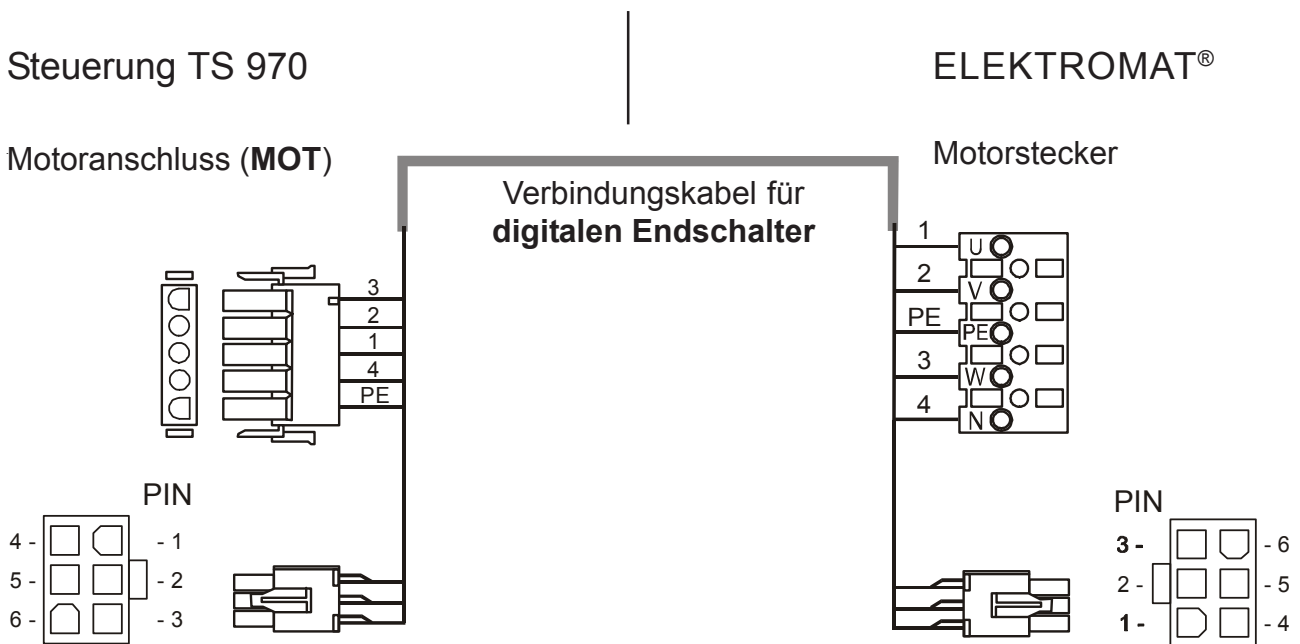 Steuerung TS 970
ELEKTROMAT®
Motoranschluss (MOT)
Motorstecker
Verbindungskabel für
digitalen Endschalter
3
2
1
4
PE
1
U
2
V
PE
PE
3
W
4
N
PIN
4 - - 1
5 - - 2
6 - - 3
PIN
3 - - 6
2 - - 5
1 - - 4